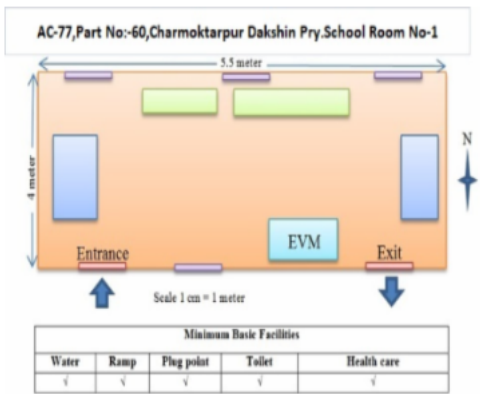 AC-77,Part No:-60,Charmoktarpur Dakshin Pry.School Room No-1
5.5 meter
N
4 meter
EVM
Entrance
Exit
Scale 1 cm = 1 meter
Minimum Basic Facilities
Water Ramp Plug point Toilet Health care
√ √ √ √ √